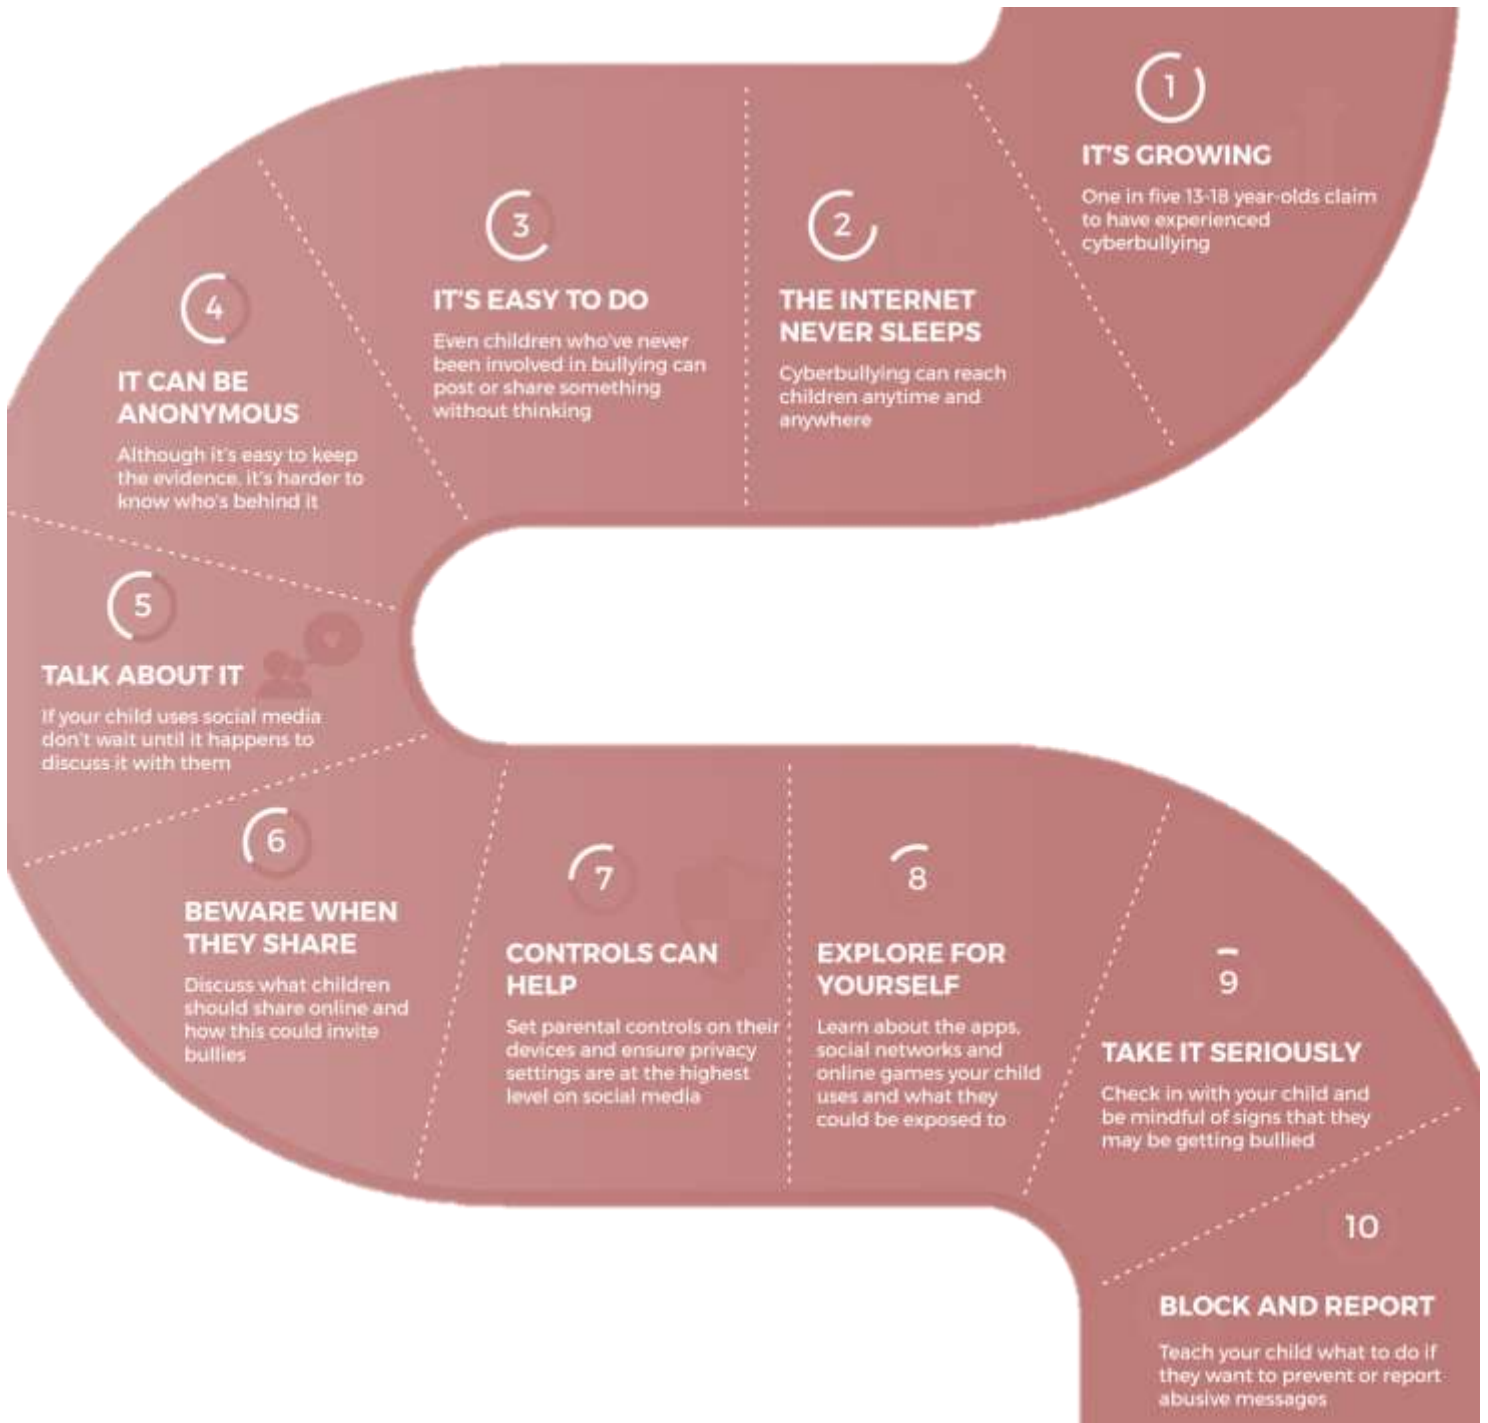 1
IT'S GROWING
One in five 13-18 year-olds claim
to have experienced
cyberbullying
2
THE INTERNET
NEVER SLEEPS
Cyberbullying can reach
children anytime and
anywhere
3
IT'S EASY TO DO
Even children who've never
been involved in bullying can
post or share something
without thinking
4
IT CAN BE
ANONYMOUS
Although it's easy to keep
the evidence, it's harder to
know who's behind it
5
TALK ABOUT IT
If your child uses social media
don't wait until it happens to
discuss it with them
6
BEWARE WHEN
THEY SHARE
Discuss what children
should share online and
how this could invite
bullies
7
CONTROLS CAN
HELP
Set parental controls on their
devices and ensure privacy
settings are at the highest
level on social media
8
EXPLORE FOR
YOURSELF
Learn about the apps,
social networks and
online games your child
uses and what they
could be exposed to
9
TAKE IT SERIOUSLY
Check in with your child and
be mindful of signs that they
may be getting bullied
10
BLOCK AND REPORT
Teach your child what to do if
they want to prevent or report
abusive messages